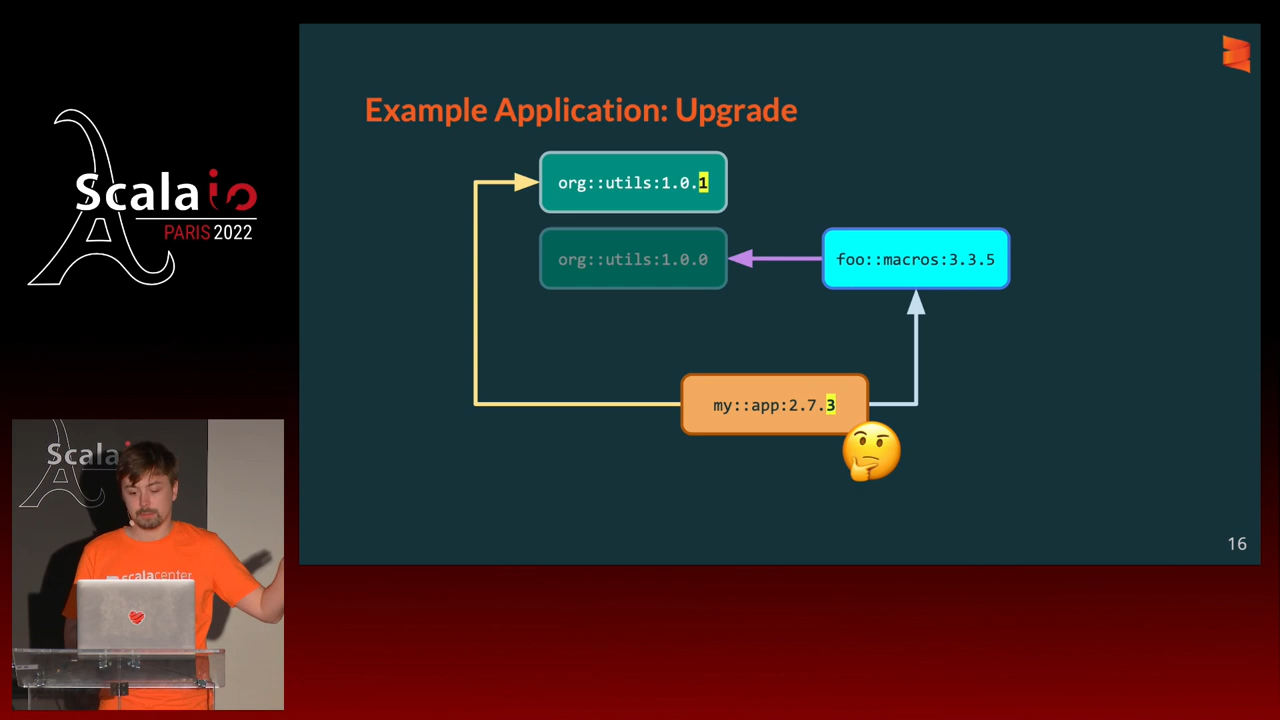 Scala io
PARIS 2022
Example Application: Upgrade
org::utils:1.0.1
org::utils:1.0.0
foo::macros:3.3.5
my::app:2.7.3
16
Scala
scalacenter